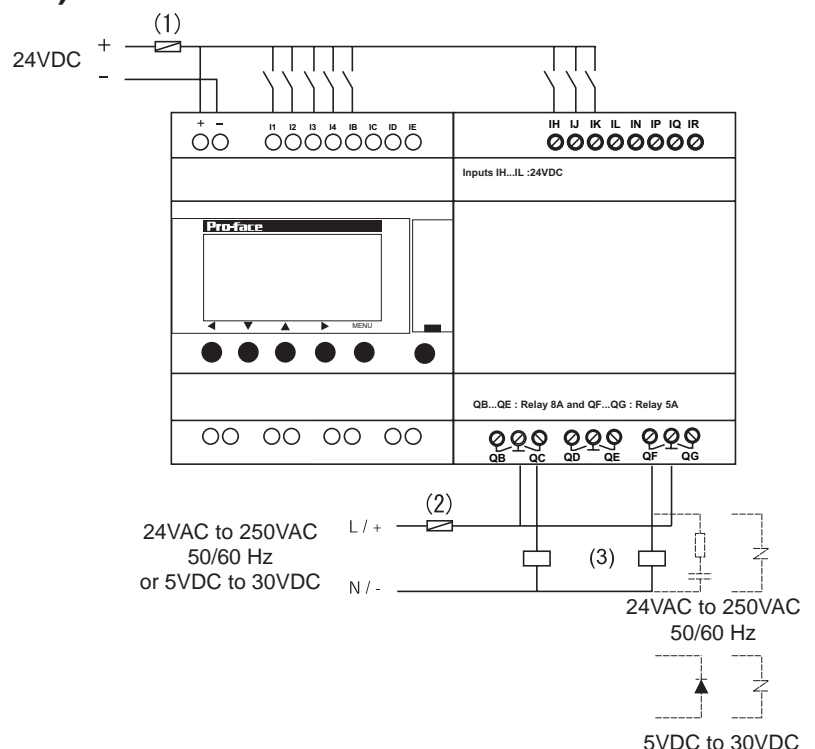 (1)
24VDC
+
−
+ −
I1 I2 I3 I4 IB IC ID IE
IH IJ IK IL IN IP IQ IR
Inputs IH...IL :24VDC
Pro-face
MENU
QB...QE : Relay 8A and QF...QG : Relay 5A
QB QC QD QE QF QG
(2)
24VAC to 250VAC
50/60 Hz
or 5VDC to 30VDC
L / +
N / -
(3)
24VAC to 250VAC
50/60 Hz
5VDC to 30VDC